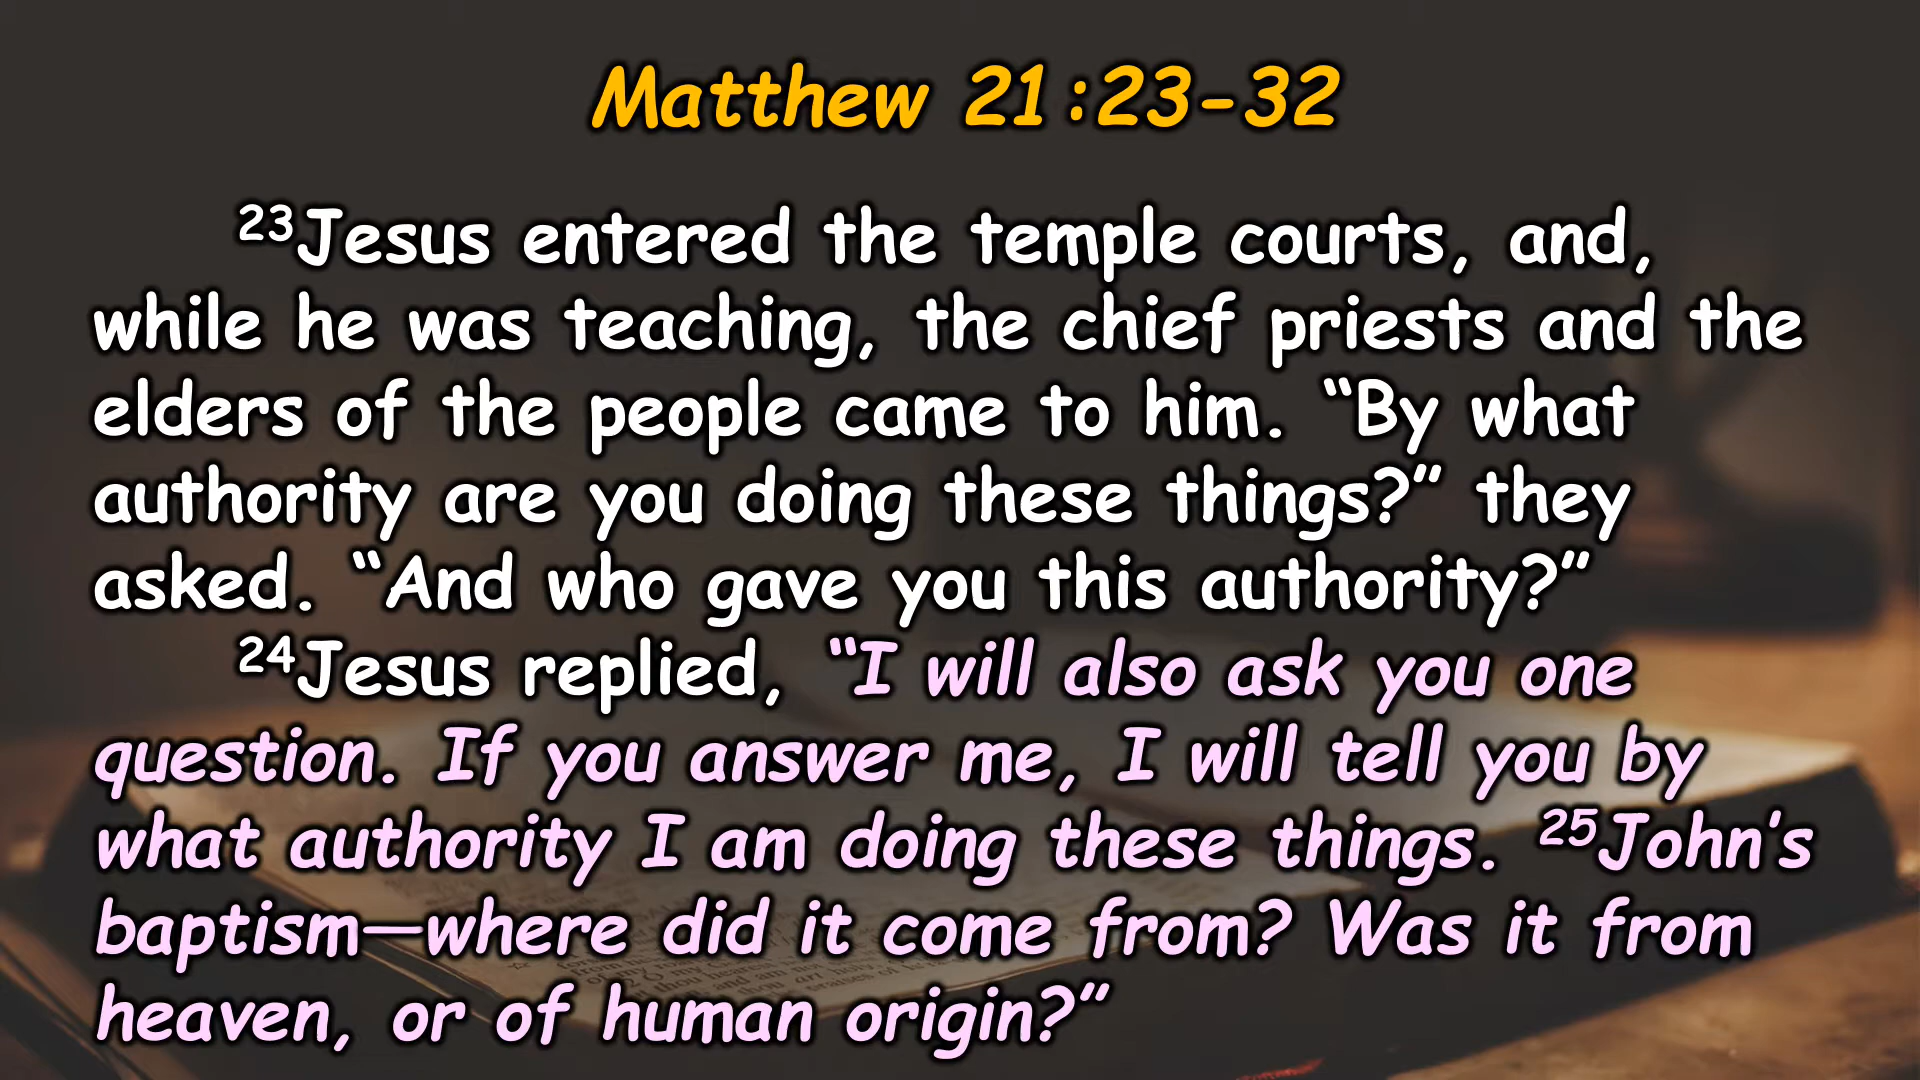 Matthew 21:23-32
²³Jesus entered the temple courts, and,
while he was teaching, the chief priests and the
elders of the people came to him. “By what
authority are you doing these things?” they
asked. “And who gave you this authority?”
²⁴Jesus replied, “I will also ask you one
question. If you answer me, I will tell you by
what authority I am doing these things. ²⁵John’s
baptism—where did it come from? Was it from
heaven, or of human origin?”